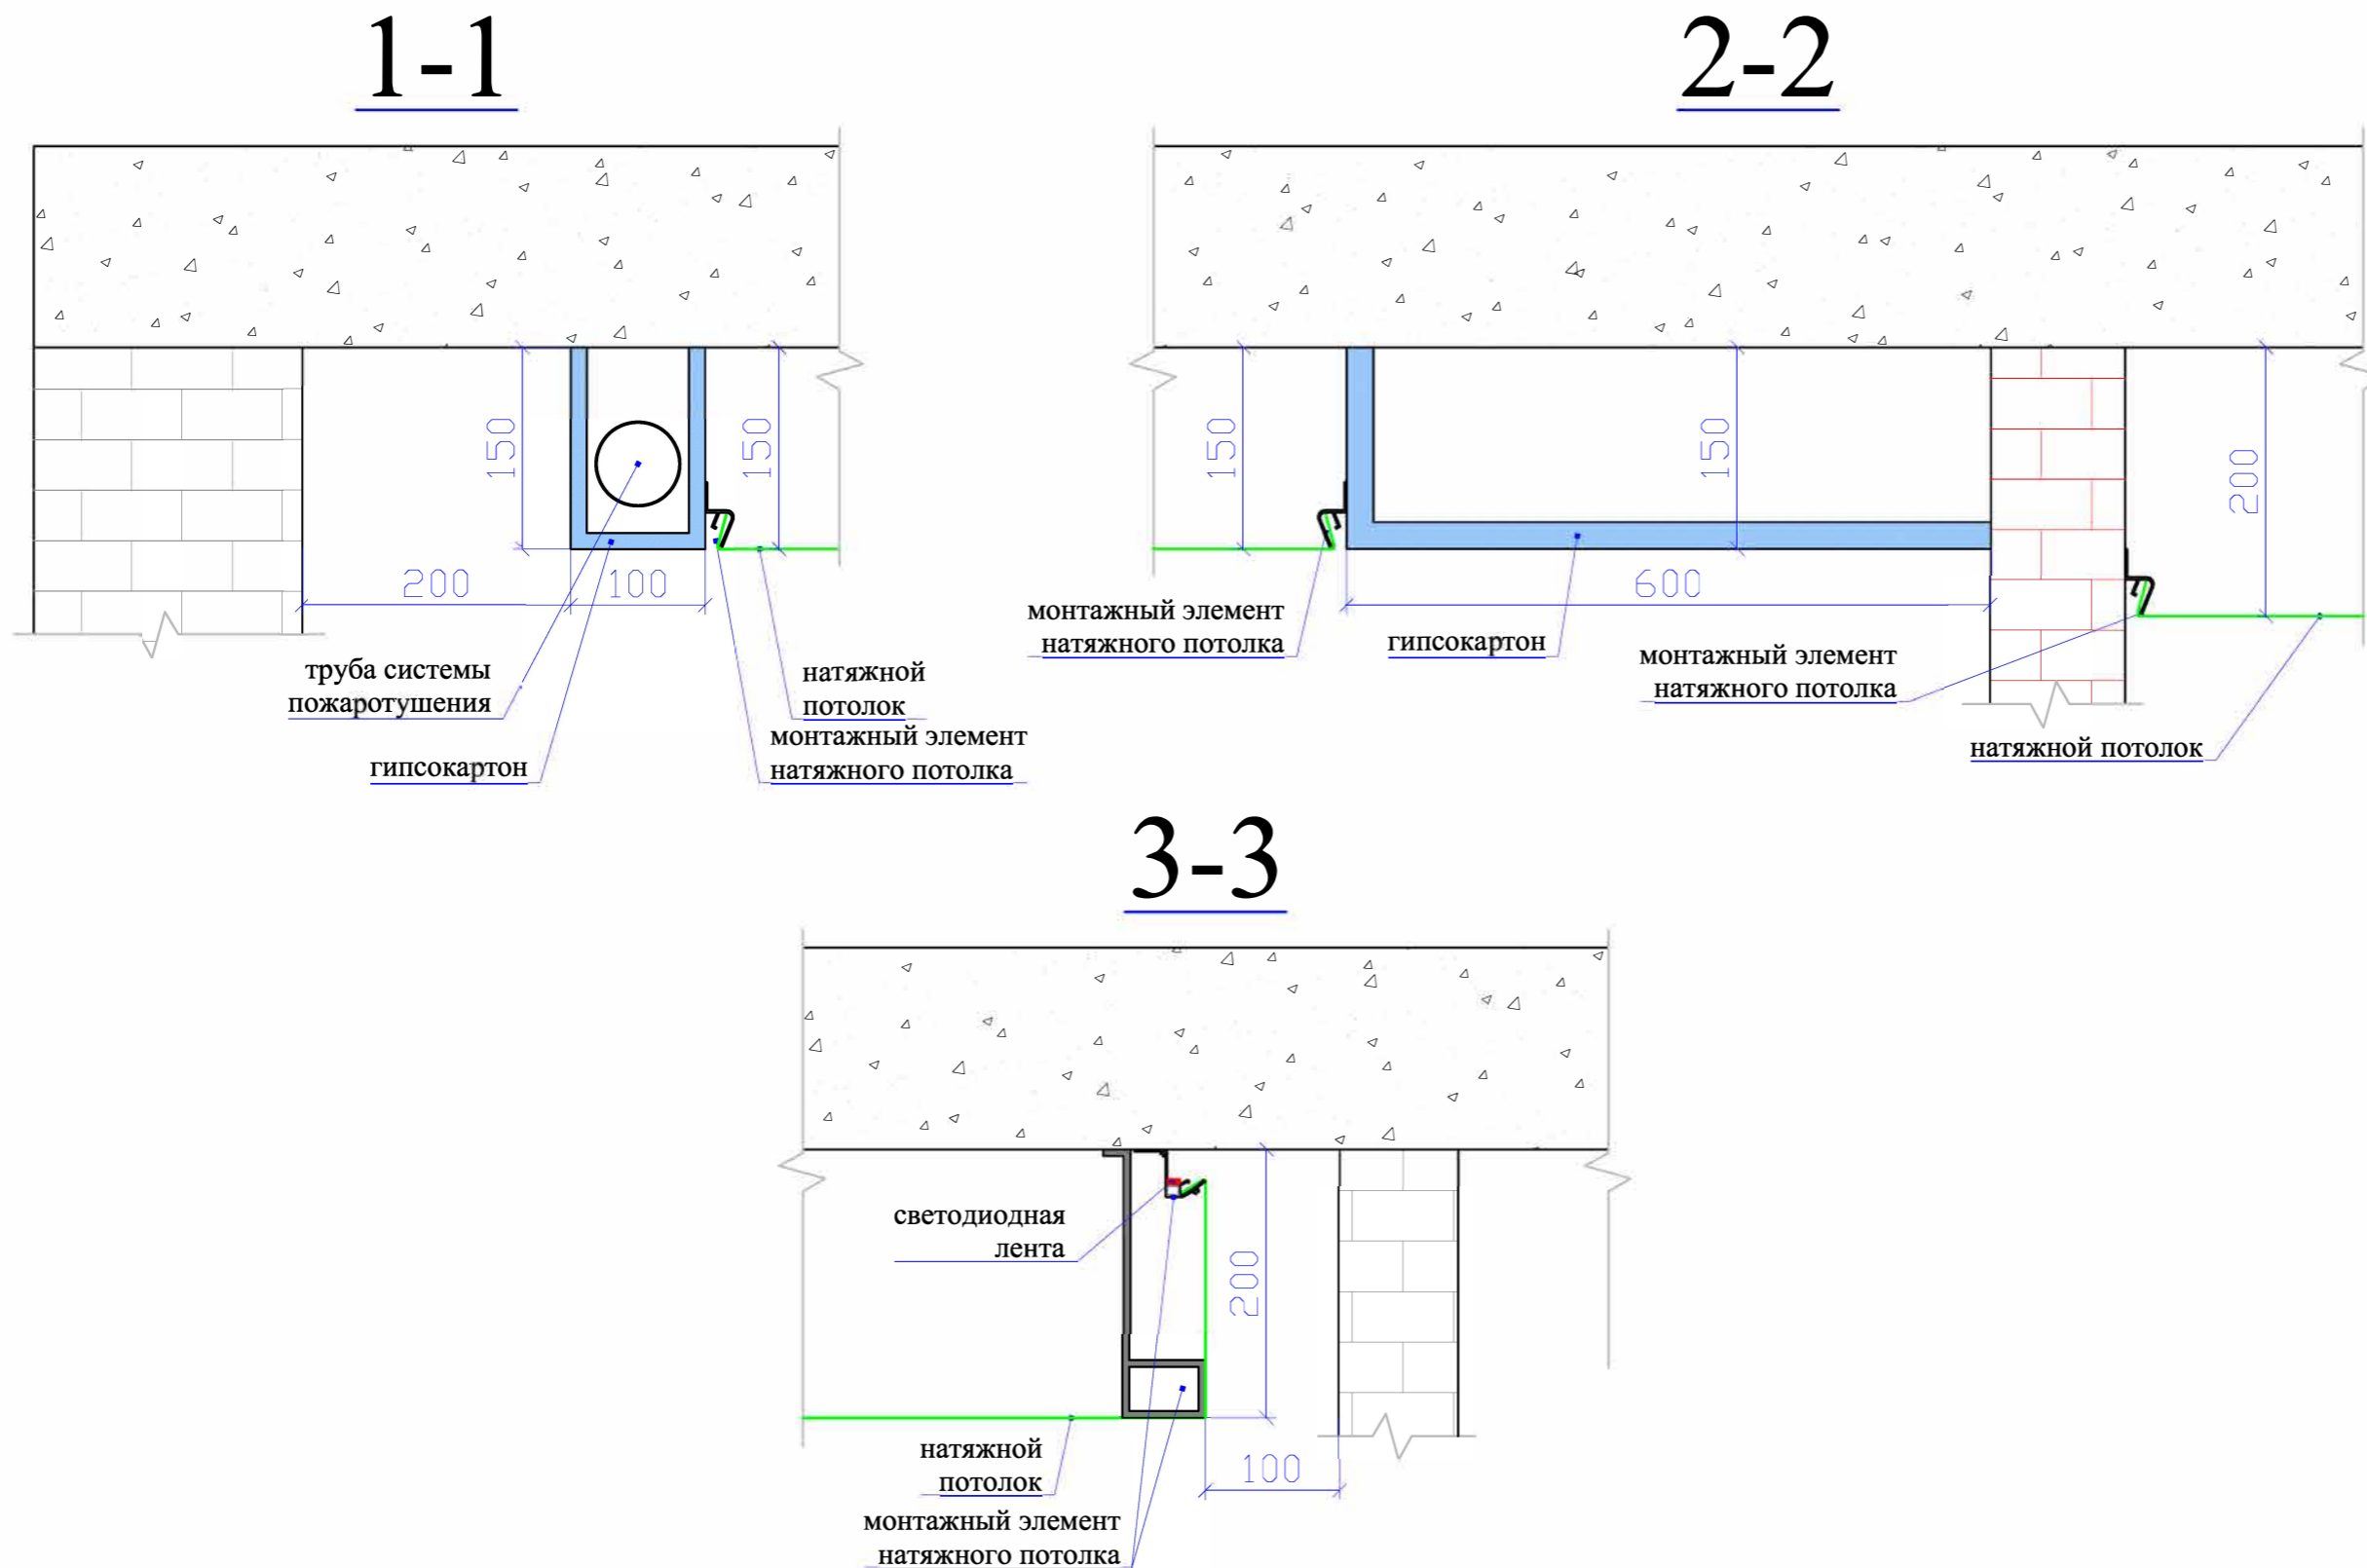 1-1
2-2
150
150
200
100
труба системы
пожаротушения
гипсокартон
натяжной
потолок
монтажный элемент
натяжного потолка
150
150
200
600
монтажный элемент
натяжного потолка
гипсокартон
монтажный элемент
натяжного потолка
натяжной потолок
3-3
светодиодная
лента
200
натяжной
потолок
100
монтажный элемент
натяжного потолка